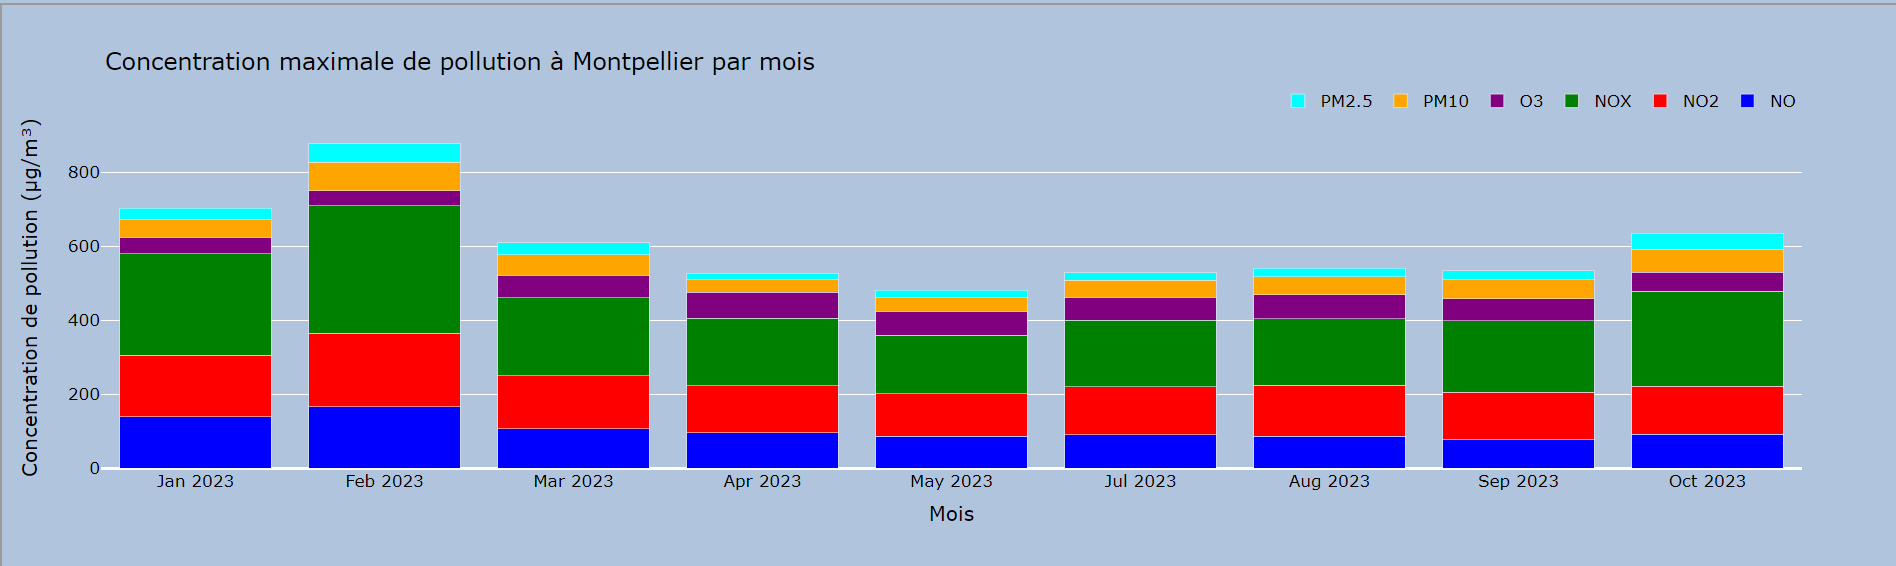 Concentration maximale de pollution à Montpellier par mois
PM2.5 PM10 O3 NOX NO2 NO
Concentration de pollution (µg/m³)
800
600
400
200
0
Jan 2023 Feb 2023 Mar 2023 Apr 2023 May 2023 Jul 2023 Aug 2023 Sep 2023 Oct 2023
Mois